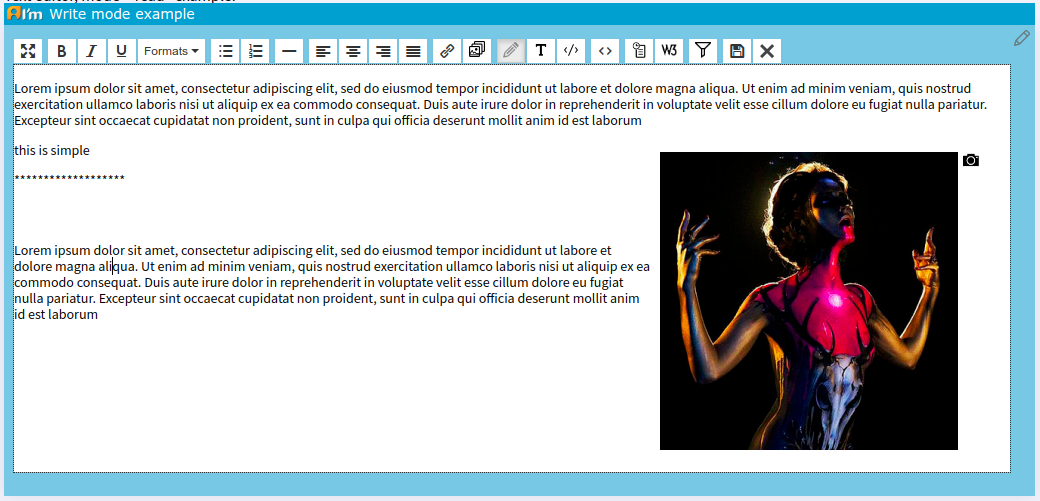 I'm Write mode example
B I U Formats T </> <> W3
Lorem ipsum dolor sit amet, consectetur adipiscing elit, sed do eiusmod tempor incididunt ut labore et dolore magna aliqua. Ut enim ad minim veniam, quis nostrud
exercitation ullamco laboris nisi ut aliquip ex ea commodo consequat. Duis aute irure dolor in reprehenderit in voluptate velit esse cillum dolore eu fugiat nulla pariatur.
Excepteur sint occaecat cupidatat non proident, sunt in culpa qui officia deserunt mollit anim id est laborum
this is simple
*******************
Lorem ipsum dolor sit amet, consectetur adipiscing elit, sed do eiusmod tempor incididunt ut labore et
dolore magna aliqua. Ut enim ad minim veniam, quis nostrud exercitation ullamco laboris nisi ut aliquip ex ea
commodo consequat. Duis aute irure dolor in reprehenderit in voluptate velit esse cillum dolore eu fugiat
nulla pariatur. Excepteur sint occaecat cupidatat non proident, sunt in culpa qui officia deserunt mollit anim
id est laborum